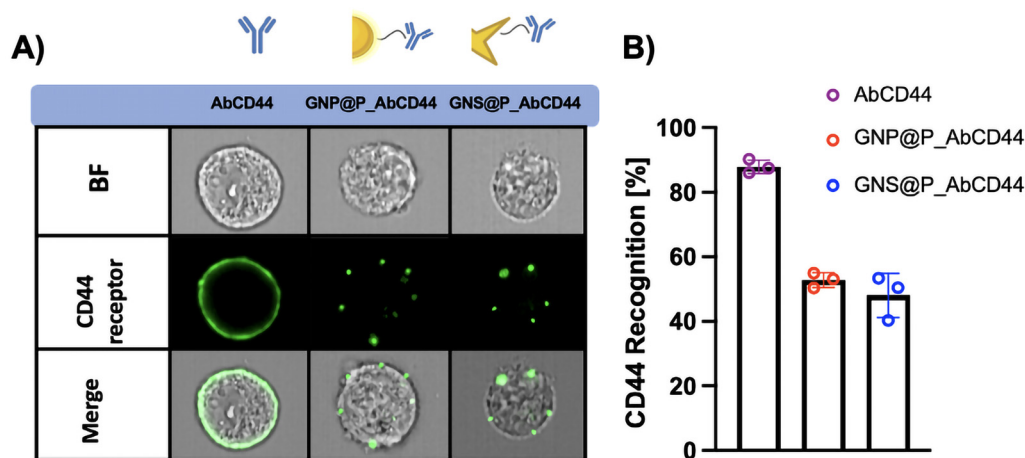 A)
AbCD44 GNP@P_AbCD44 GNS@P_AbCD44
BF
CD44
receptor
Merge
B)
AbCD44
GNP@P_AbCD44
GNS@P_AbCD44
CD44 Recognition [%]
100
80
60
40
20
0